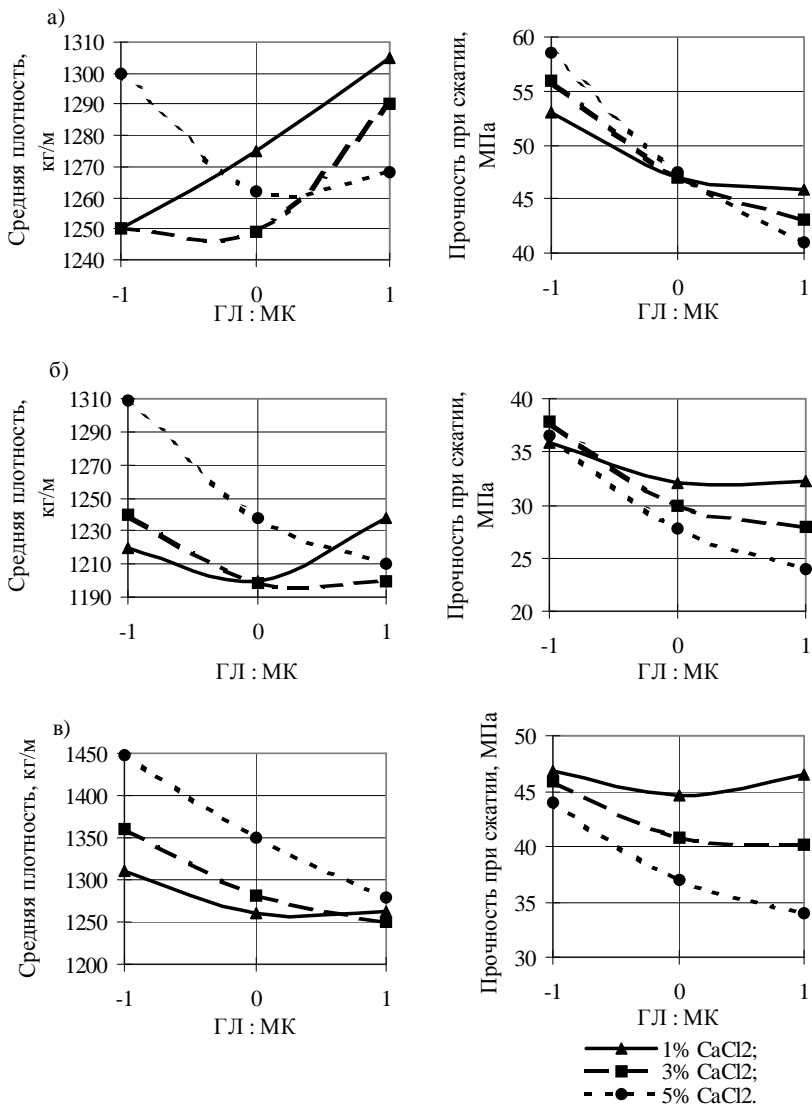 а)
Средняя плотность,
кг/м
1310
1300
1290
1280
1270
1260
1250
1240
-1
0
1
ГЛ : МК
Прочность при сжатии,
МПа
60
55
50
45
40
-1
0
1
ГЛ : МК
б)
Средняя плотность,
кг/м
1310
1290
1270
1250
1230
1210
1190
-1
0
1
ГЛ : МК
Прочность при сжатии,
МПа
40
35
30
25
20
-1
0
1
ГЛ : МК
в)
Средняя плотность, кг/м
1450
1400
1350
1300
1250
1200
-1
0
1
ГЛ : МК
Прочность при сжатии, МПа
50
45
40
35
30
-1
0
1
ГЛ : МК
1% CaCl2;
3% CaCl2;
5% CaCl2.